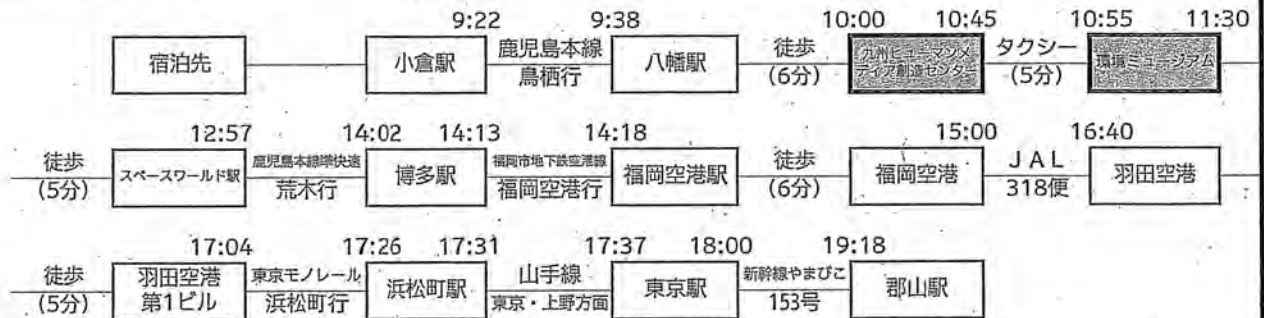 9:22 9:38 10:00 10:45 10:55 11:30
宿泊先 小倉駅 鹿児島本線 鳥栖行 八幡駅 徒歩 (6分) 九州ヒューマンメディア創造センター タクシー (5分) 環境ミュージアム
12:57 14:02 14:13 14:18 15:00 16:40
徒歩 (5分) スペースワールド駅 鹿児島本線準快速 荒木行 博多駅 福岡市地下鉄空港線 福岡空港行 福岡空港駅 徒歩 (6分) 福岡空港 JAL 318便 羽田空港
17:04 17:26 17:31 17:37 18:00 19:18
徒歩 (5分) 羽田空港第1ビル 東京モノレール 浜松町行 浜松町駅 山手線 東京・上野方面 東京駅 新幹線やまびこ 153号 郡山駅